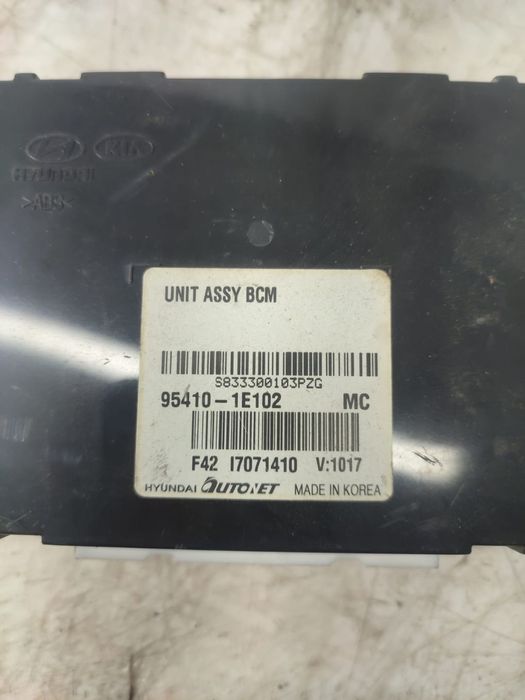 KIA
HYUNDAI
>ABS<
UNIT ASSY BCM
S833300103PZG
95410-1E102 MC
F42 I7071410 V:1017
HYUNDAI AUTONET MADE IN KOREA